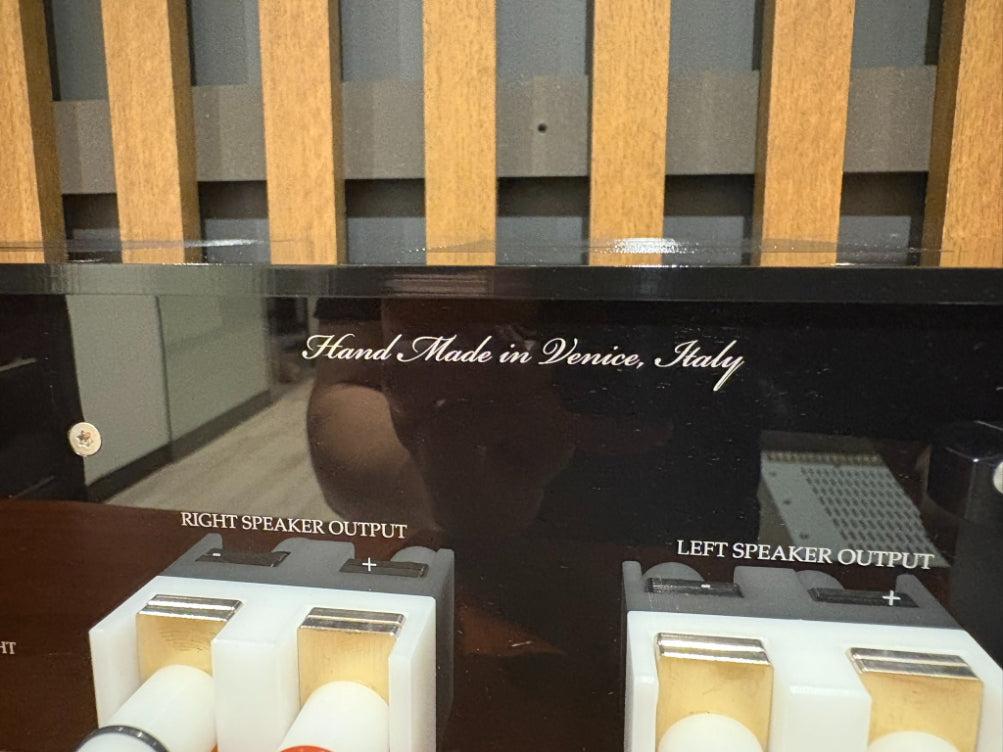 Hand Made in Venice, Italy
RIGHT SPEAKER OUTPUT
LEFT SPEAKER OUTPUT
- +
- +